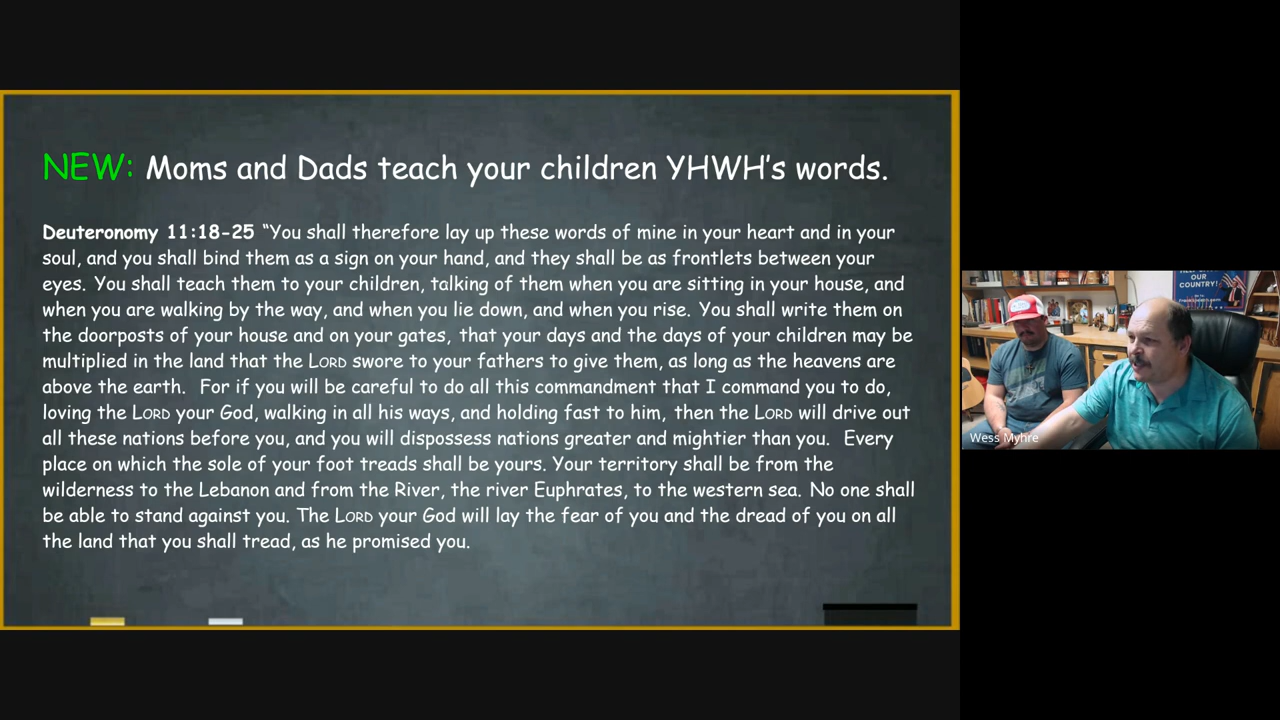 NEW: Moms and Dads teach your children YHWH's words.
Deuteronomy 11:18-25 “You shall therefore lay up these words of mine in your heart and in your
soul, and you shall bind them as a sign on your hand, and they shall be as frontlets between your
eyes. You shall teach them to your children, talking of them when you are sitting in your house, and
when you are walking by the way, and when you lie down, and when you rise. You shall write them on
the doorposts of your house and on your gates, that your days and the days of your children may be
multiplied in the land that the LORD swore to your fathers to give them, as long as the heavens are
above the earth. For if you will be careful to do all this commandment that I command you to do,
loving the LORD your God, walking in all his ways, and holding fast to him, then the LORD will drive out
all these nations before you, and you will dispossess nations greater and mightier than you. Every
place on which the sole of your foot treads shall be yours. Your territory shall be from the
wilderness to the Lebanon and from the River, the river Euphrates, to the western sea. No one shall
be able to stand against you. The LORD your God will lay the fear of you and the dread of you on all
the land that you shall tread, as he promised you.
OUR
COUNTRY!
Wess Myhre